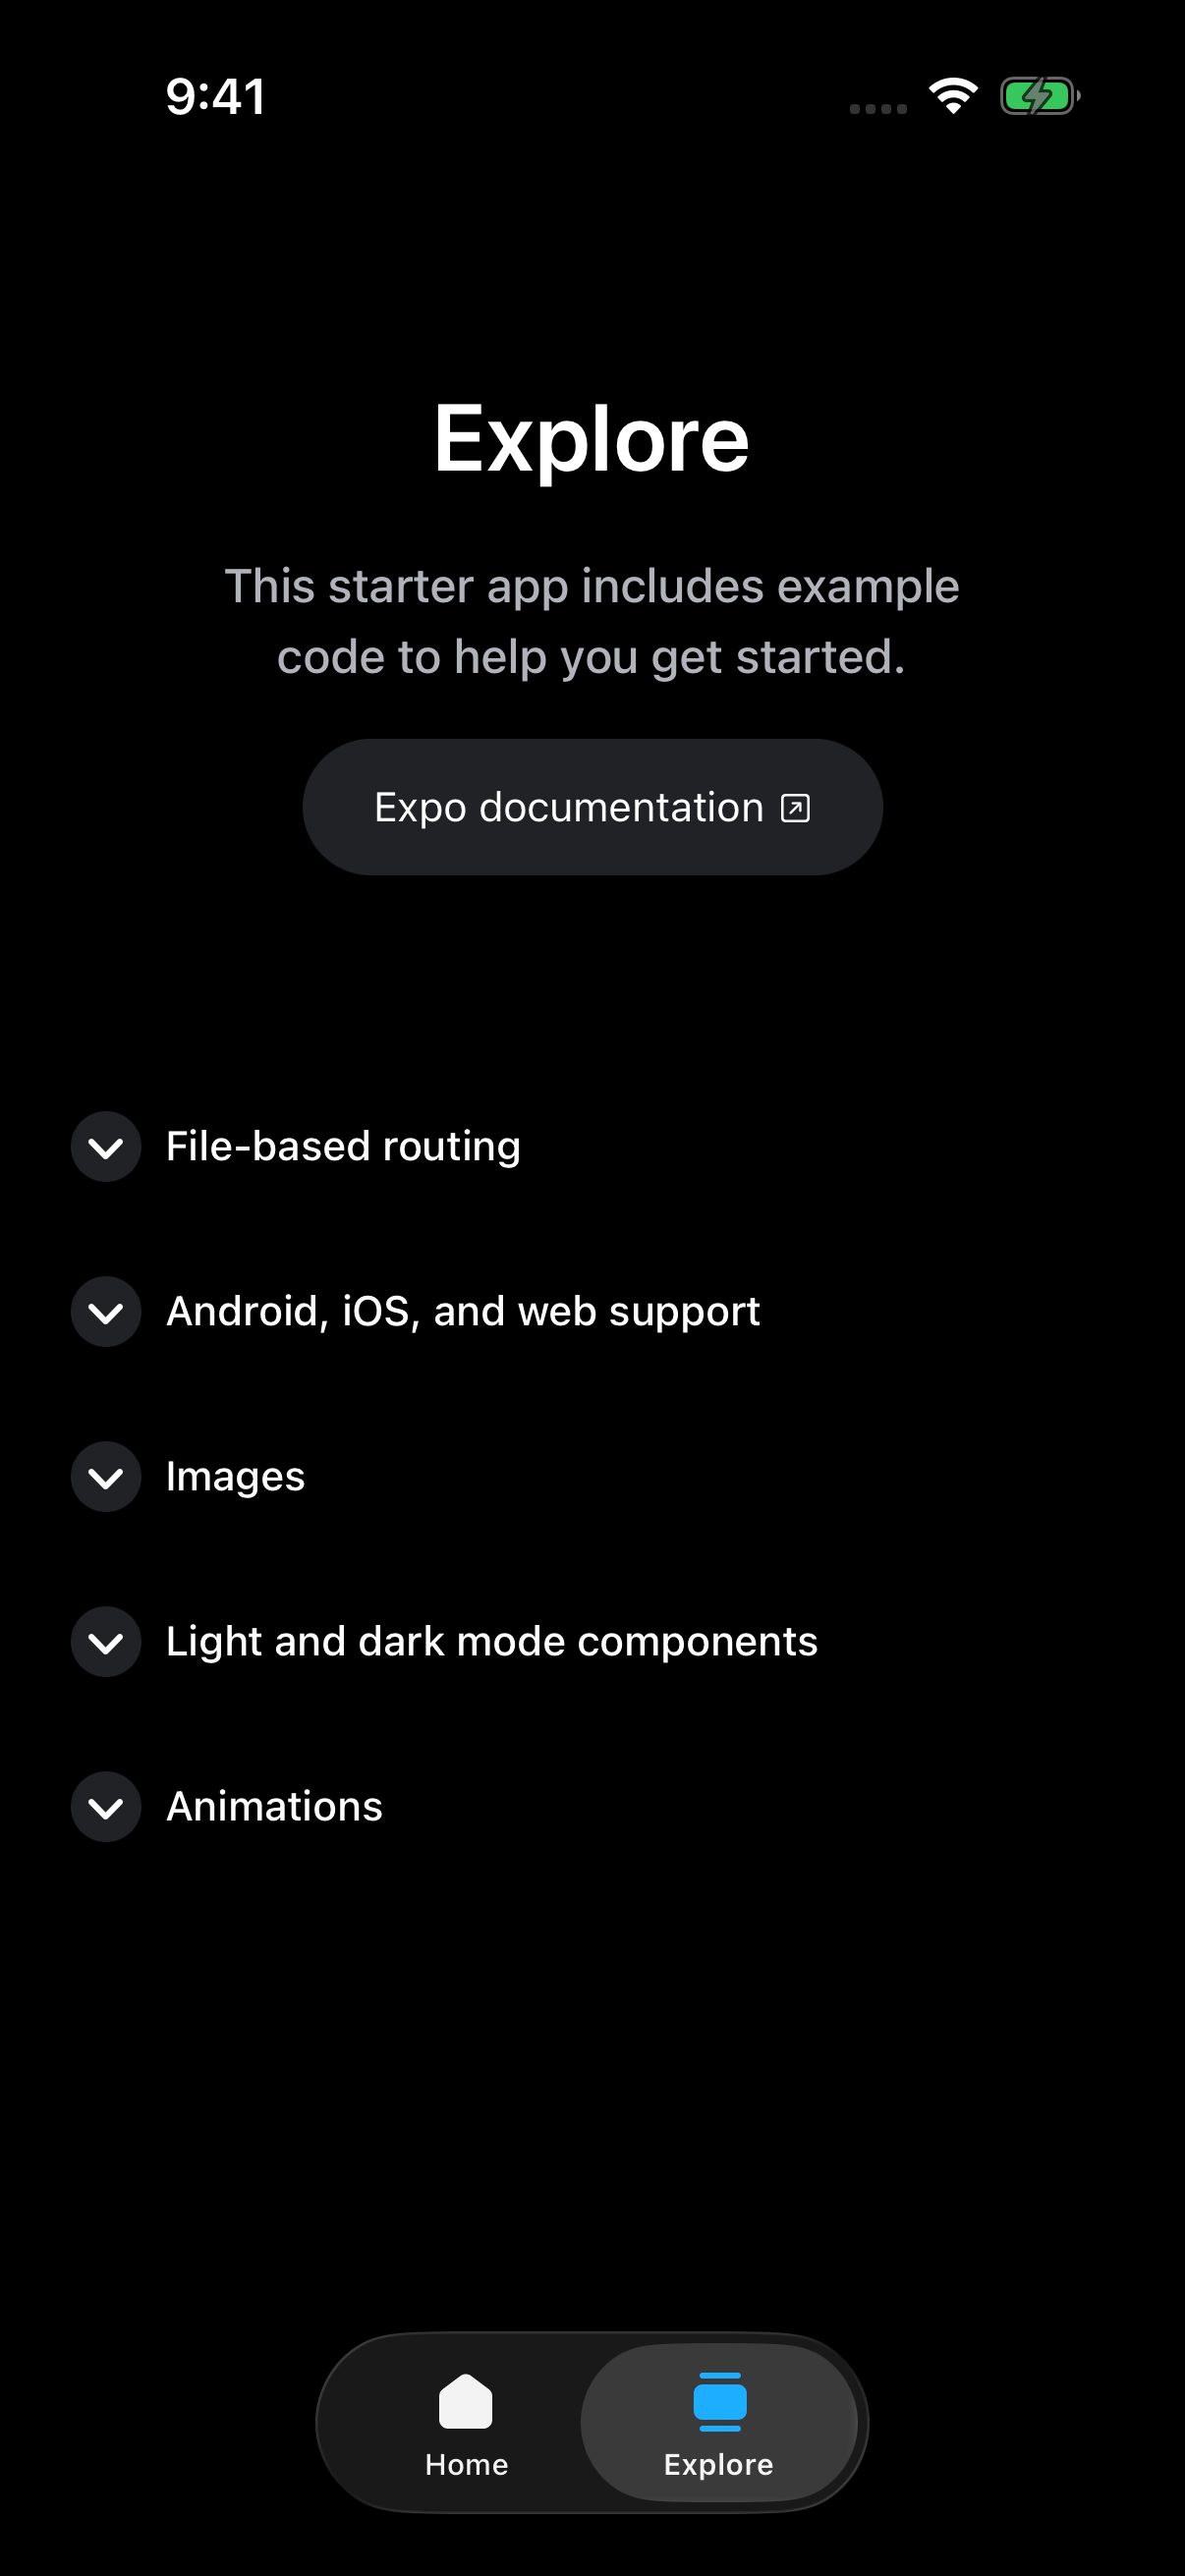 9:41
Explore
This starter app includes example
code to help you get started.
Expo documentation
File-based routing
Android, iOS, and web support
Images
Light and dark mode components
Animations
Home
Explore